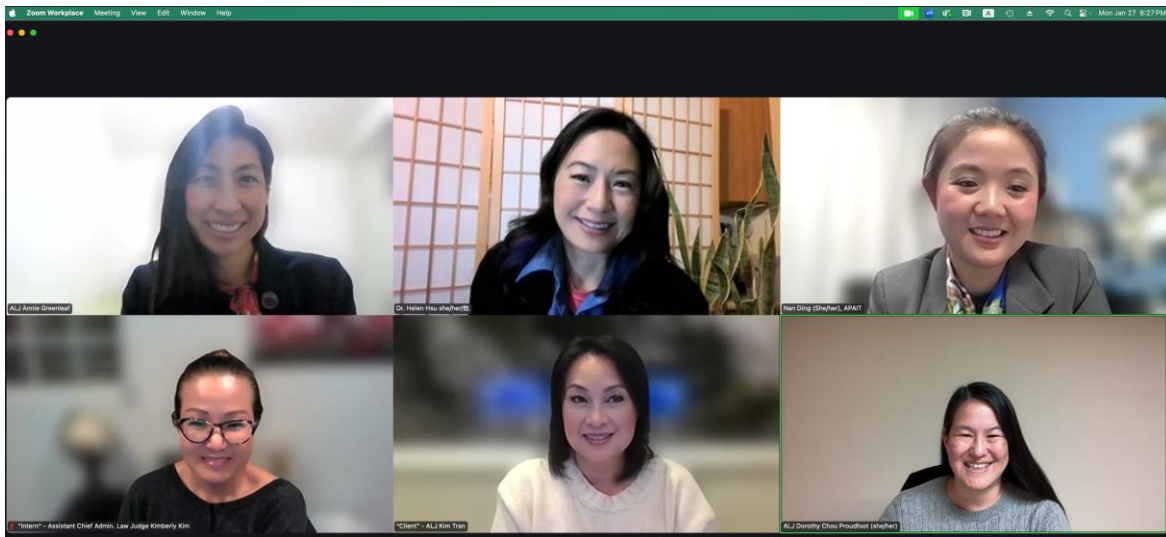 Zoom Workplace Meeting View Edit Window Help
A Mon Jan 27 6:27 PM
ALJ Annie Greenleaf
Dr. Helen Hsu she/her/他
Nan Ding (She/her), APAIT
"Intern" - Assistant Chief Admin. Law Judge Kimberly Kim
"Client" - ALJ Kim Tran
ALJ Dorothy Chou Proudfoot (she/her)